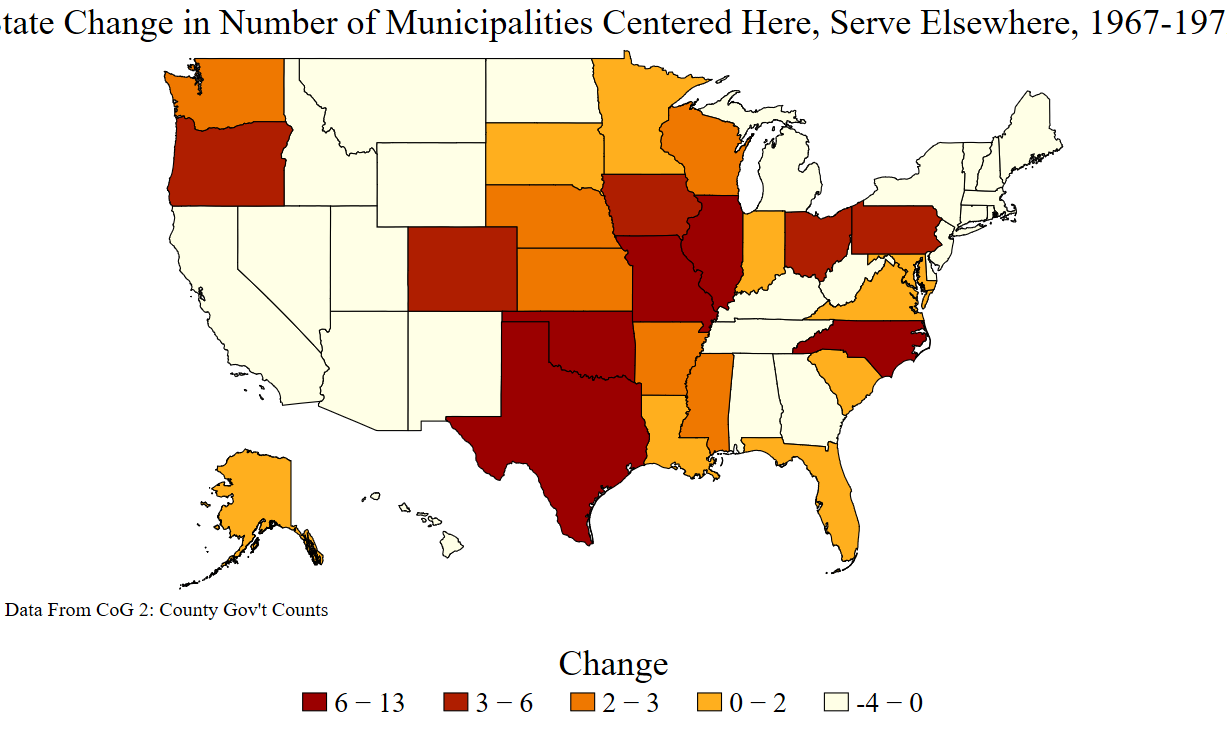 tate Change in Number of Municipalities Centered Here, Serve Elsewhere, 1967-197
Data From CoG 2: County Gov't Counts
Change
6 − 13
3 − 6
2 − 3
0 − 2
-4 − 0